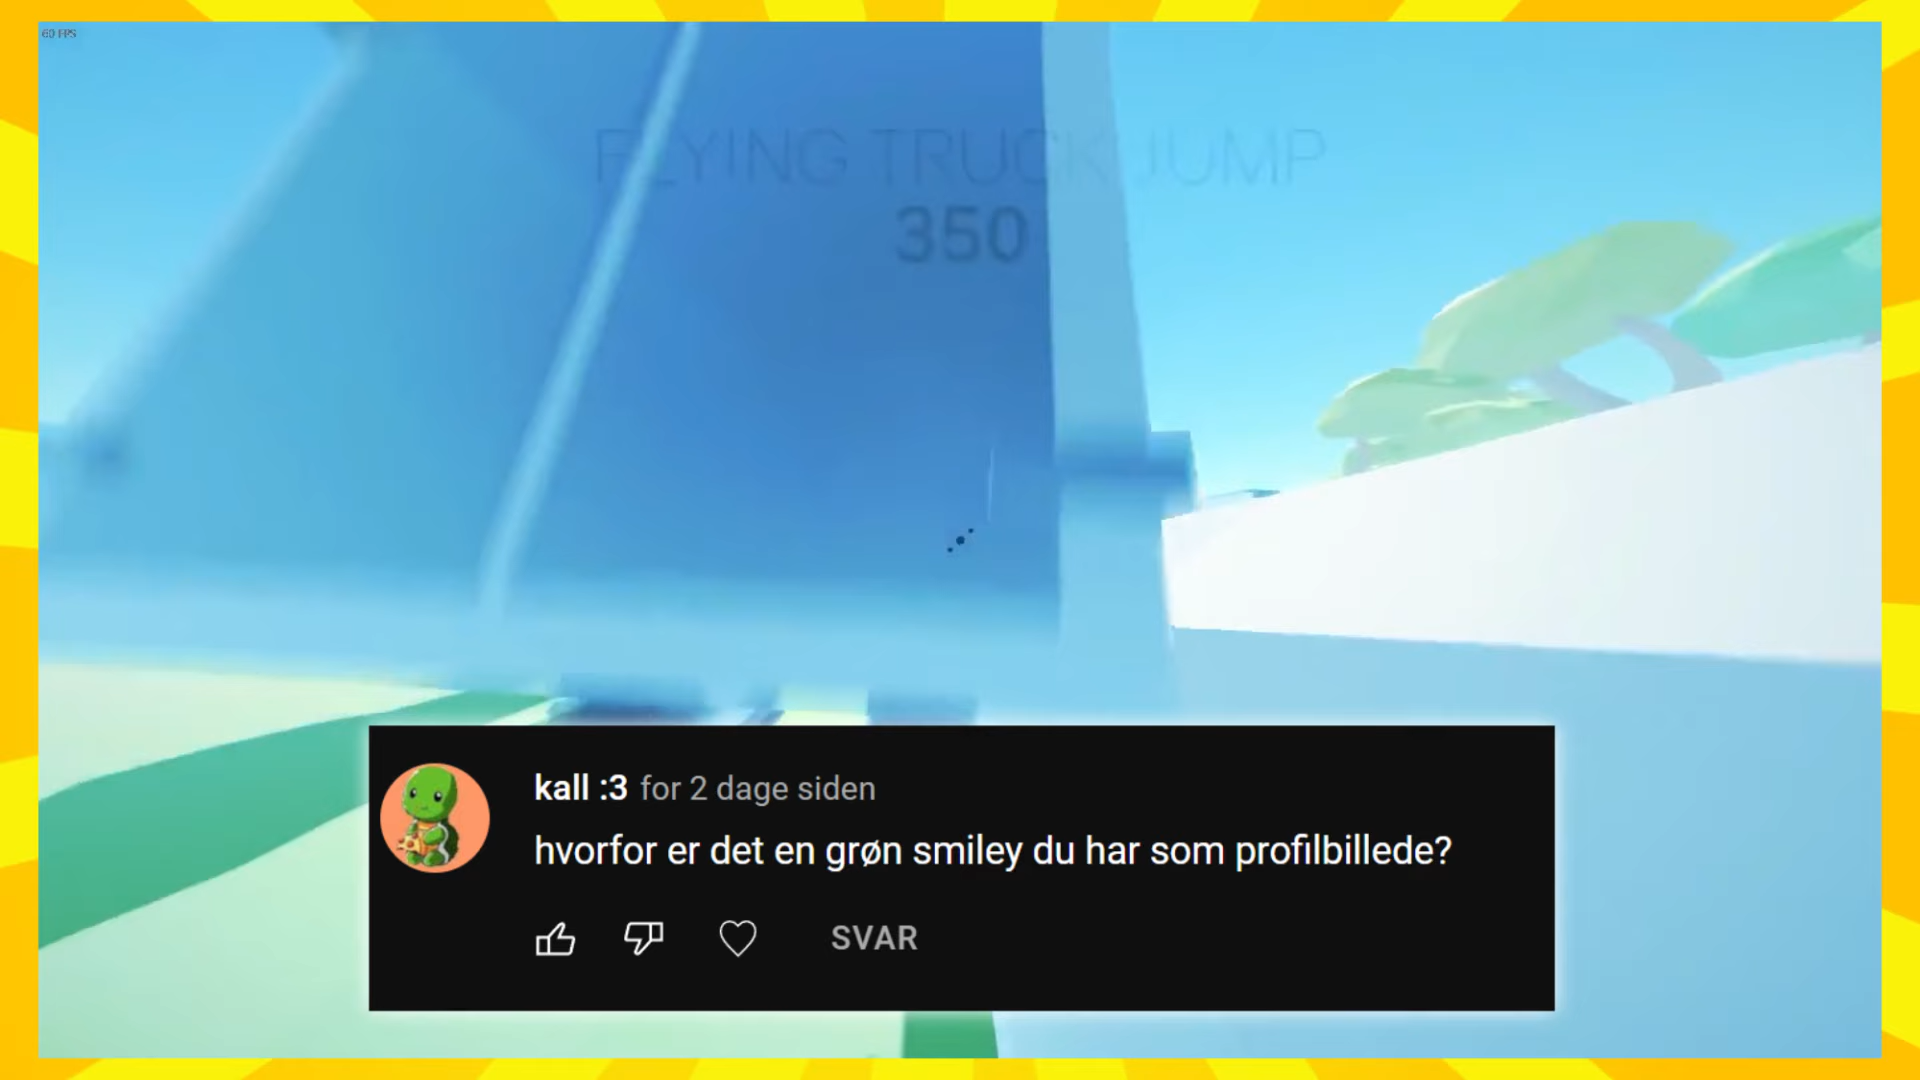 60 FPS
FLYING TRUCK JUMP
350
kall :3 for 2 dage siden
hvorfor er det en grøn smiley du har som profilbillede?
SVAR